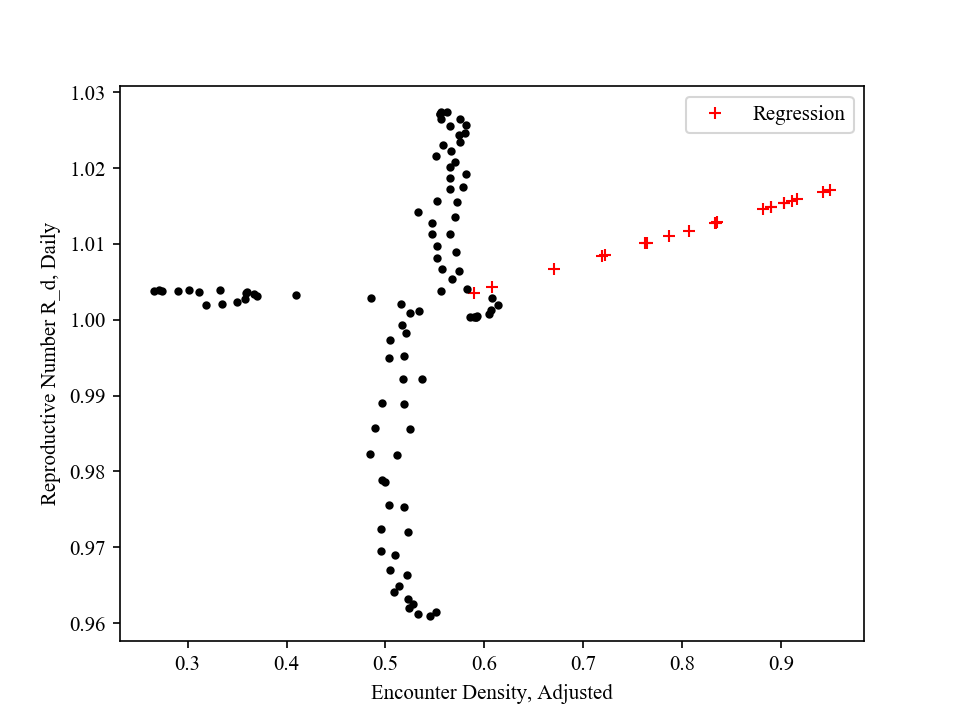 1.03
Regression
1.02
1.01
1.00
0.99
0.98
0.97
0.96
Reproductive Number R_d, Daily
0.3 0.4 0.5 0.6 0.7 0.8 0.9
Encounter Density, Adjusted